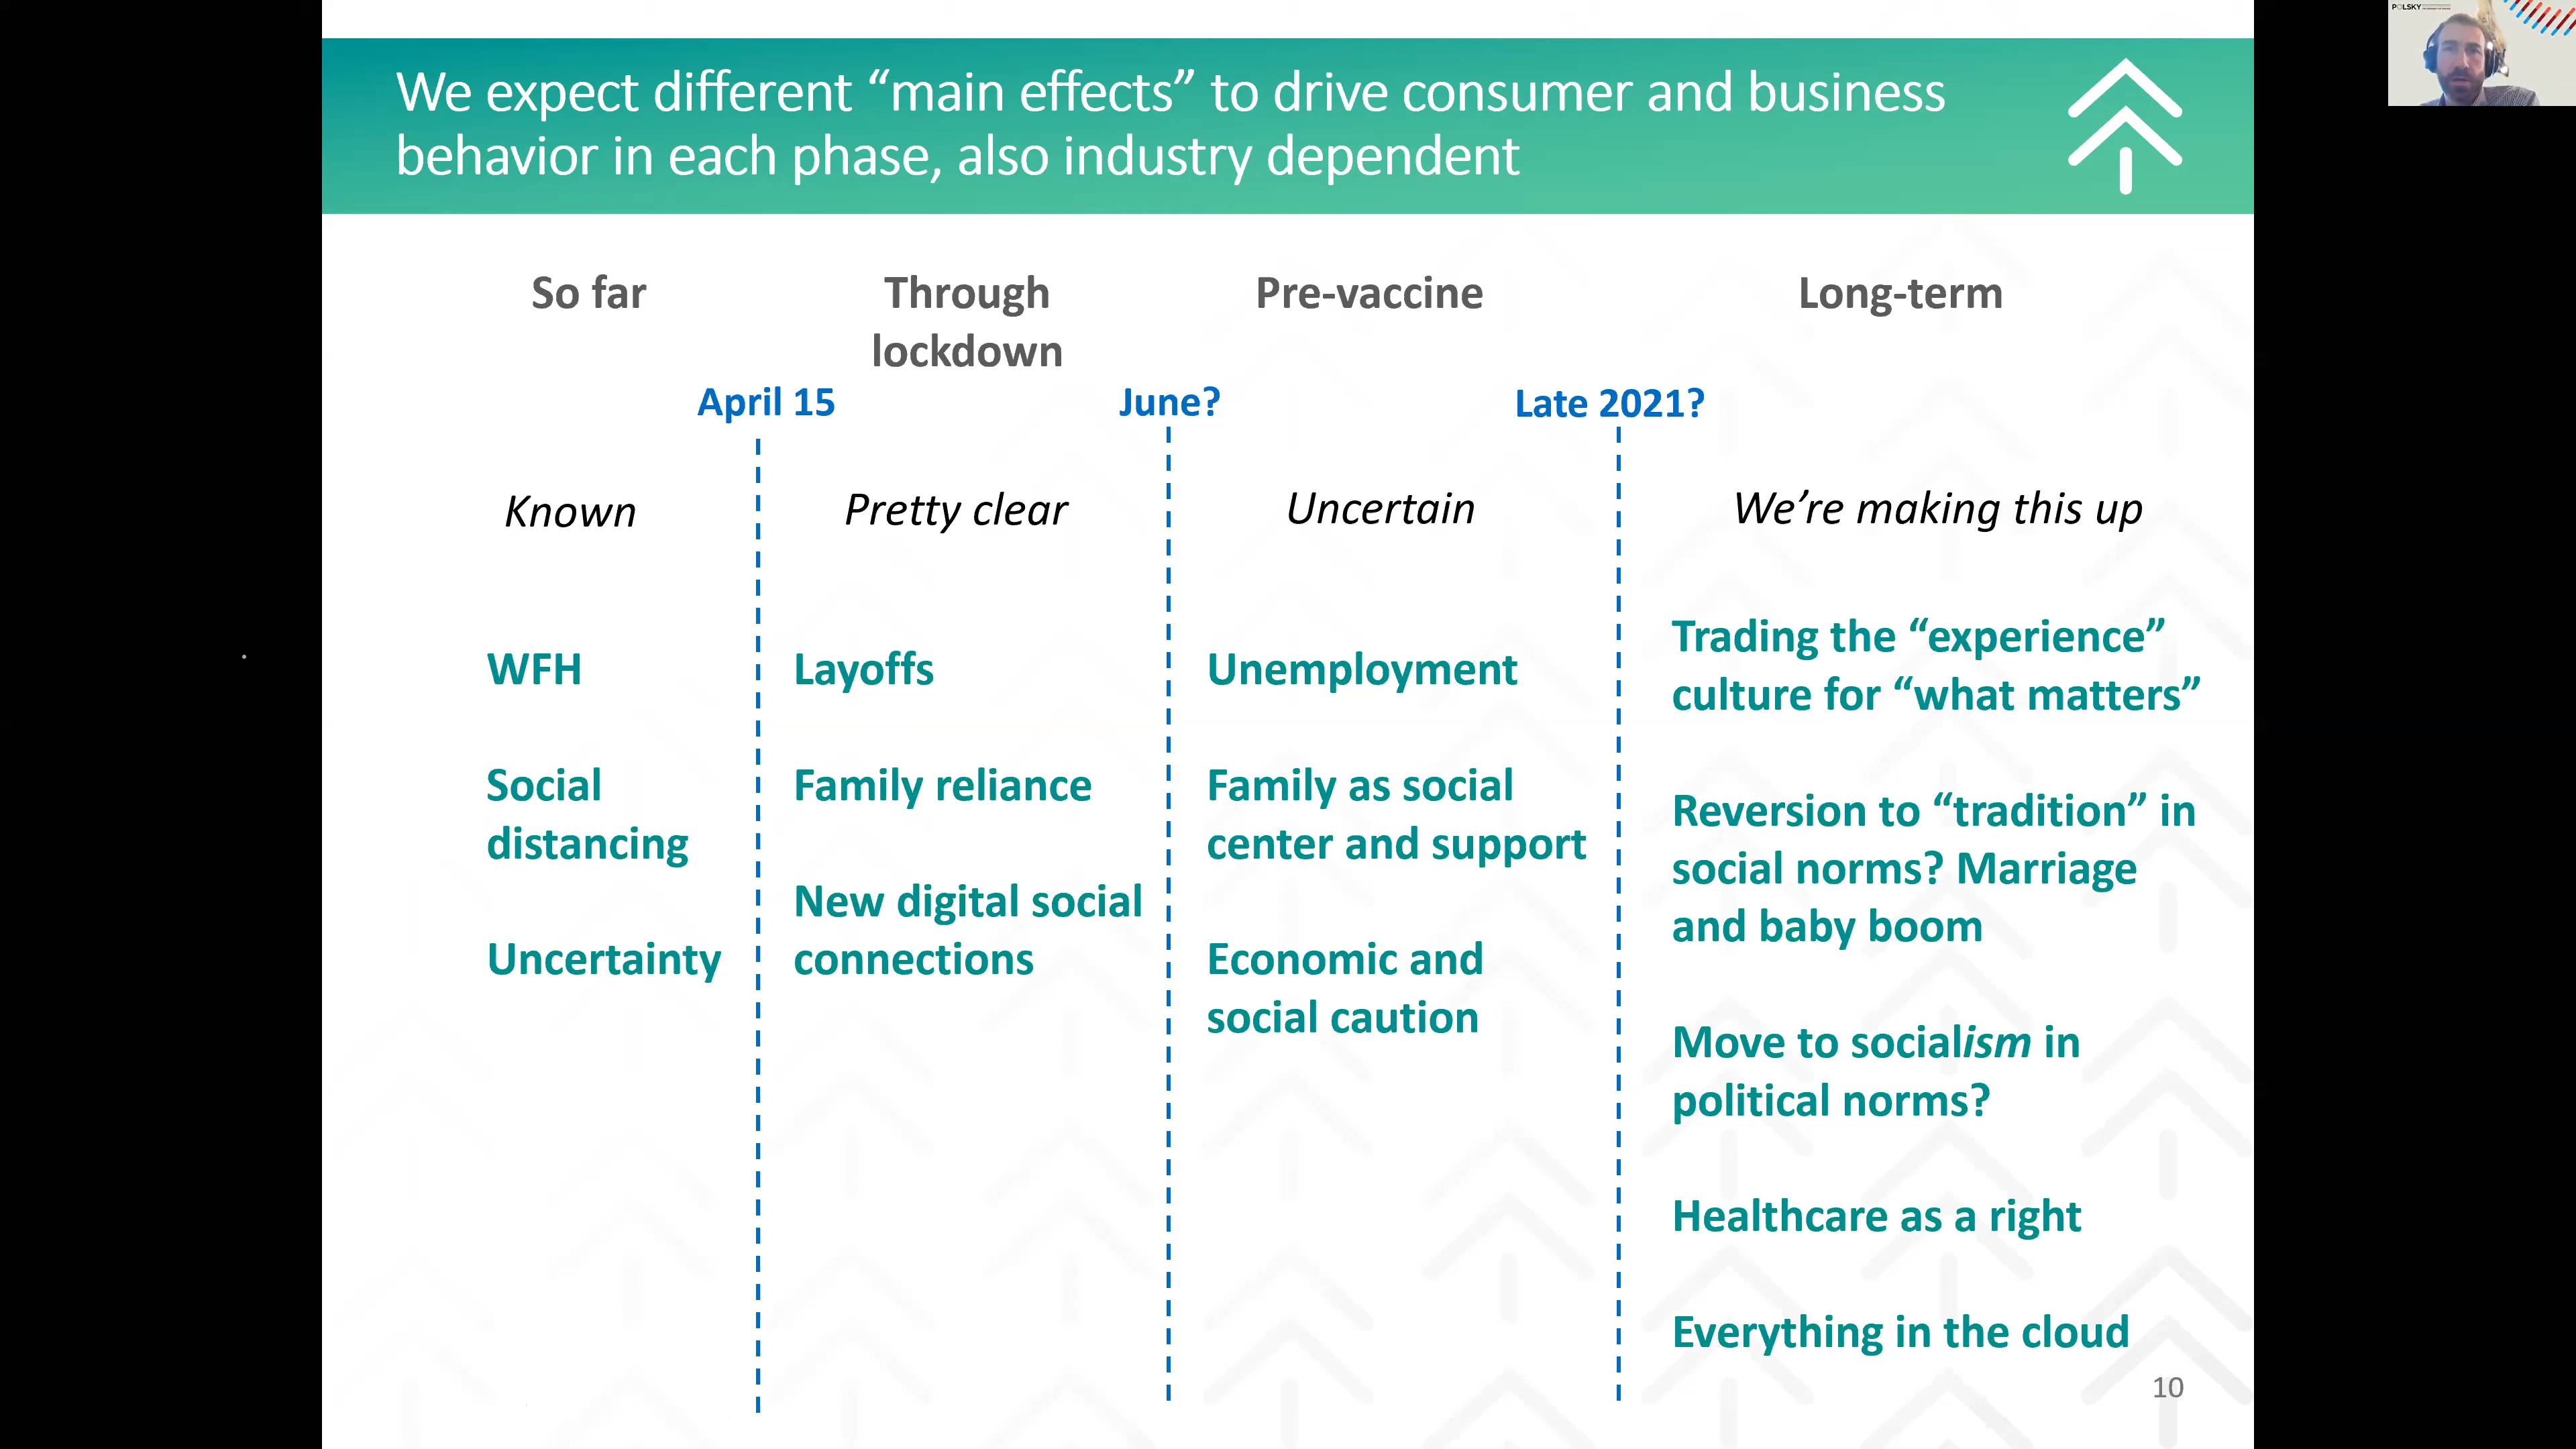 We expect different “main effects” to drive consumer and business
behavior in each phase, also industry dependent
POLSKY
So far
Through
lockdown
Pre-vaccine
Long-term
April 15
June?
Late 2021?
Known
Pretty clear
Uncertain
We’re making this up
WFH
Social
distancing
Uncertainty
Layoffs
Family reliance
New digital social
connections
Unemployment
Family as social
center and support
Economic and
social caution
Trading the “experience”
culture for “what matters”
Reversion to “tradition” in
social norms? Marriage
and baby boom
Move to socialism in
political norms?
Healthcare as a right
Everything in the cloud
10